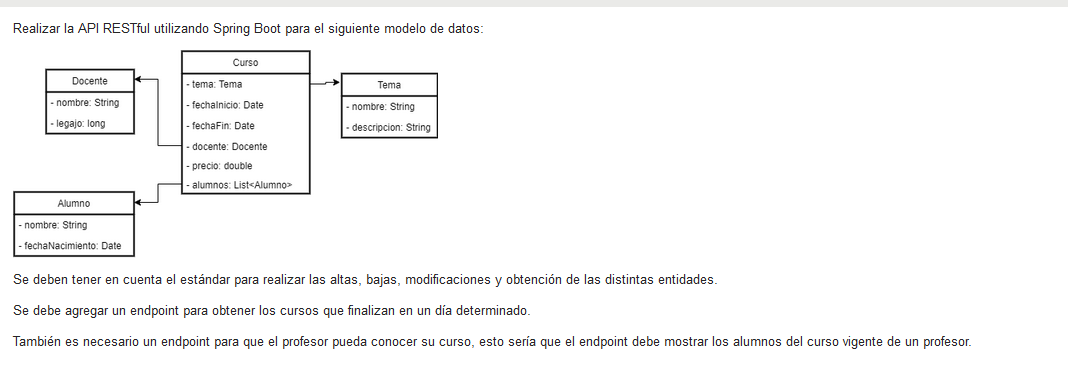 Realizar la API RESTful utilizando Spring Boot para el siguiente modelo de datos:
Docente
- nombre: String
- legajo: long
Curso
- tema: Tema
- fechaInicio: Date
- fechaFin: Date
- docente: Docente
- precio: double
- alumnos: List<Alumno>
Tema
- nombre: String
- descripcion: String
Alumno
- nombre: String
- fechaNacimiento: Date
Se deben tener en cuenta el estándar para realizar las altas, bajas, modificaciones y obtención de las distintas entidades.
Se debe agregar un endpoint para obtener los cursos que finalizan en un día determinado.
También es necesario un endpoint para que el profesor pueda conocer su curso, esto sería que el endpoint debe mostrar los alumnos del curso vigente de un profesor.